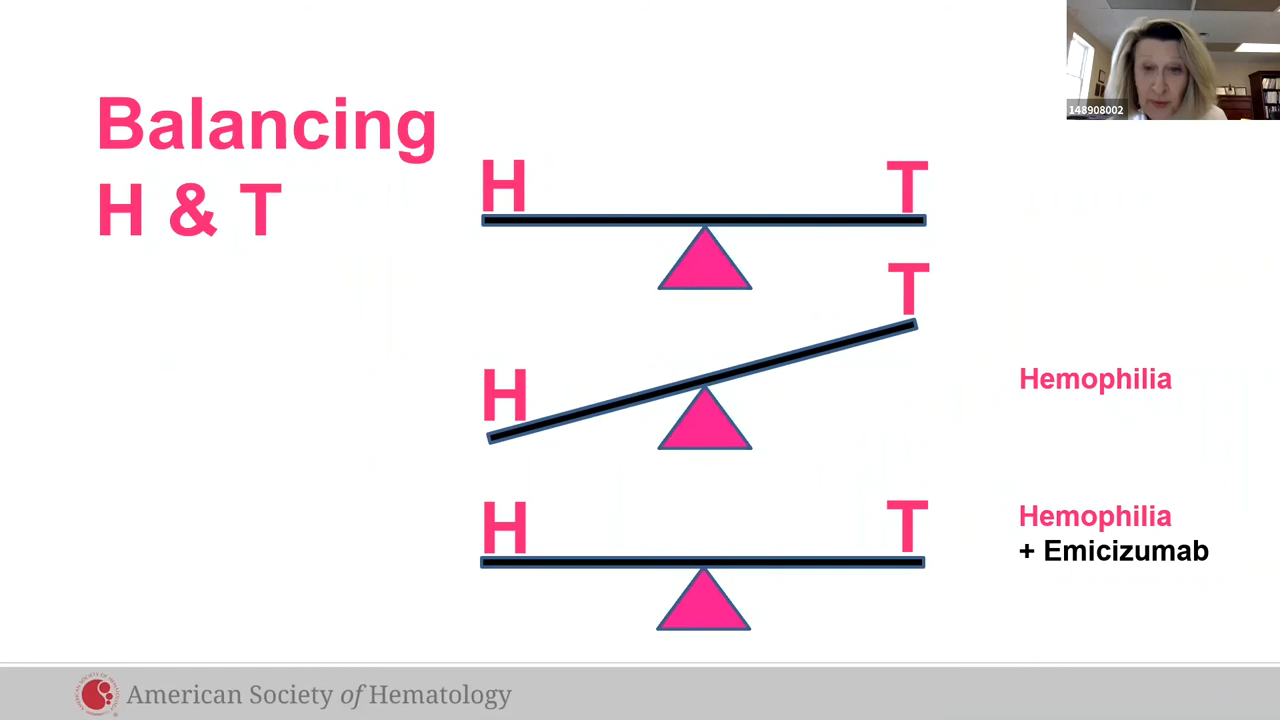 148908002
Balancing
H & T
H T
T
H
Hemophilia
H T
Hemophilia
+ Emicizumab
American Society of Hematology